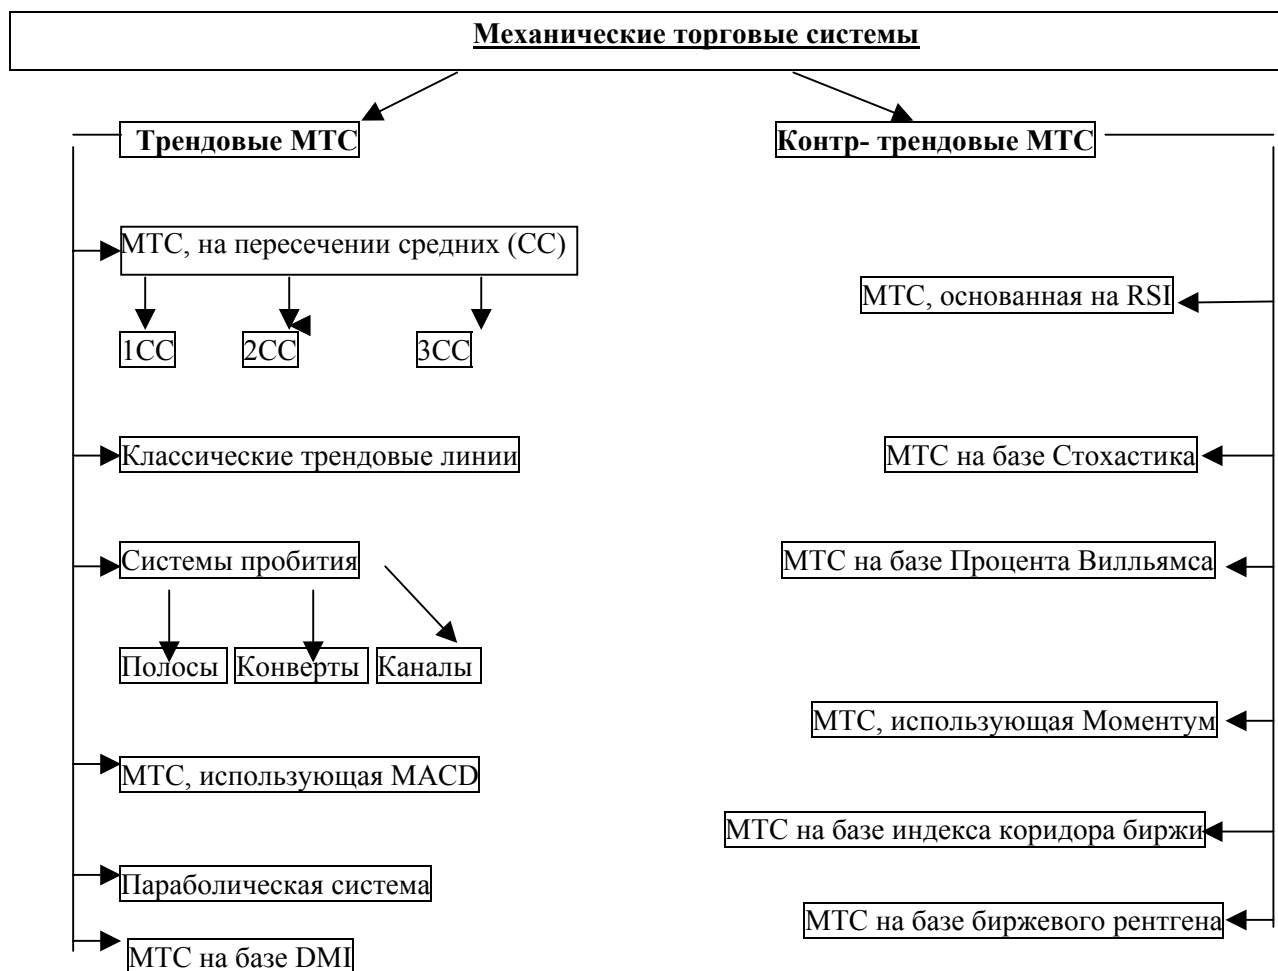 Механические торговые системы
Трендовые МТС
Контр- трендовые МТС
МТС, на пересечении средних (СС)
МТС, основанная на RSI
1СС
2СС
3СС
Классические трендовые линии
МТС на базе Стохастика
Системы пробития
МТС на базе Процента Вилльямса
Полосы
Конверты
Каналы
МТС, использующая Моментум
МТС, использующая MACD
МТС на базе индекса коридора биржи
Параболическая система
МТС на базе биржевого рентгена
МТС на базе DMI